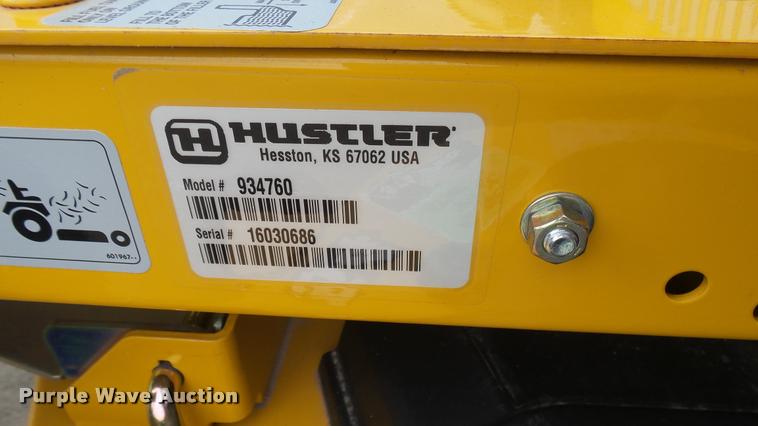 H HUSTLER
Hesston, KS 67062 USA
Model # 934760
Serial # 16030686
601967--
Purple Wave Auction